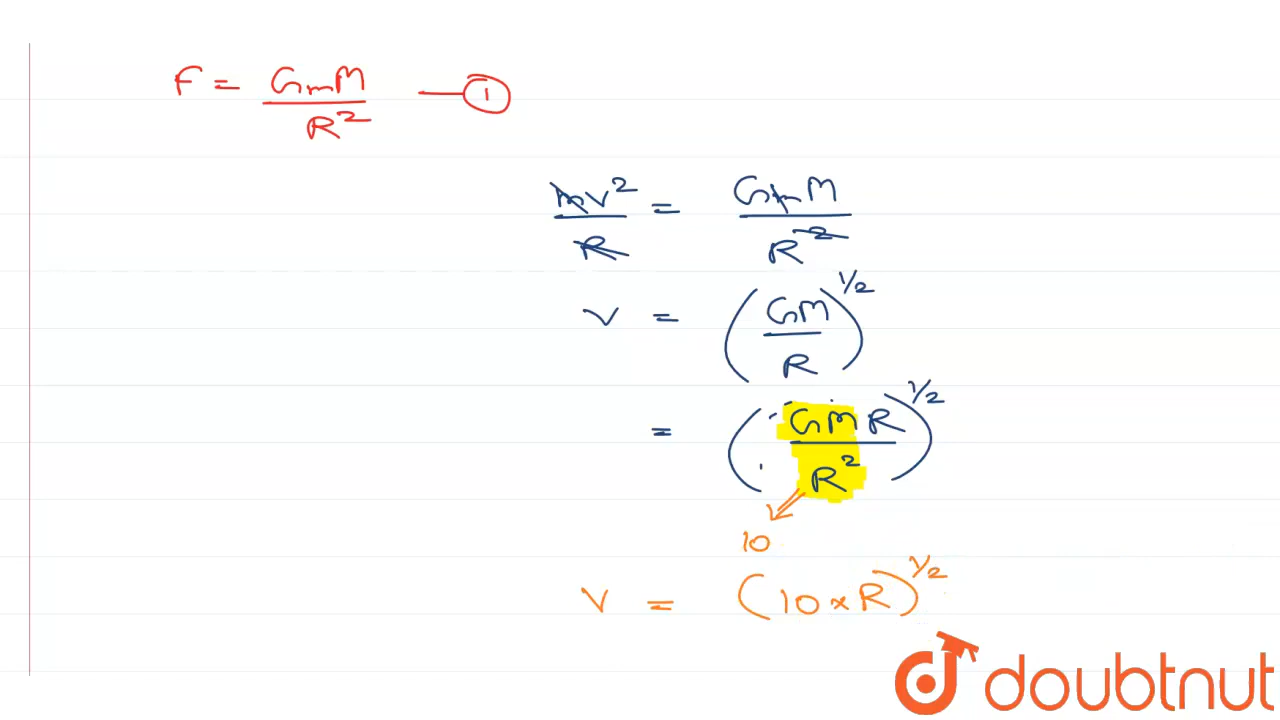 F = GmM / R² — ①
mv² / R = GmM / R²
v = (GM / R)^1/2
= (GMR / R²)^1/2
10
v = (10 × R)^1/2
doubtnut